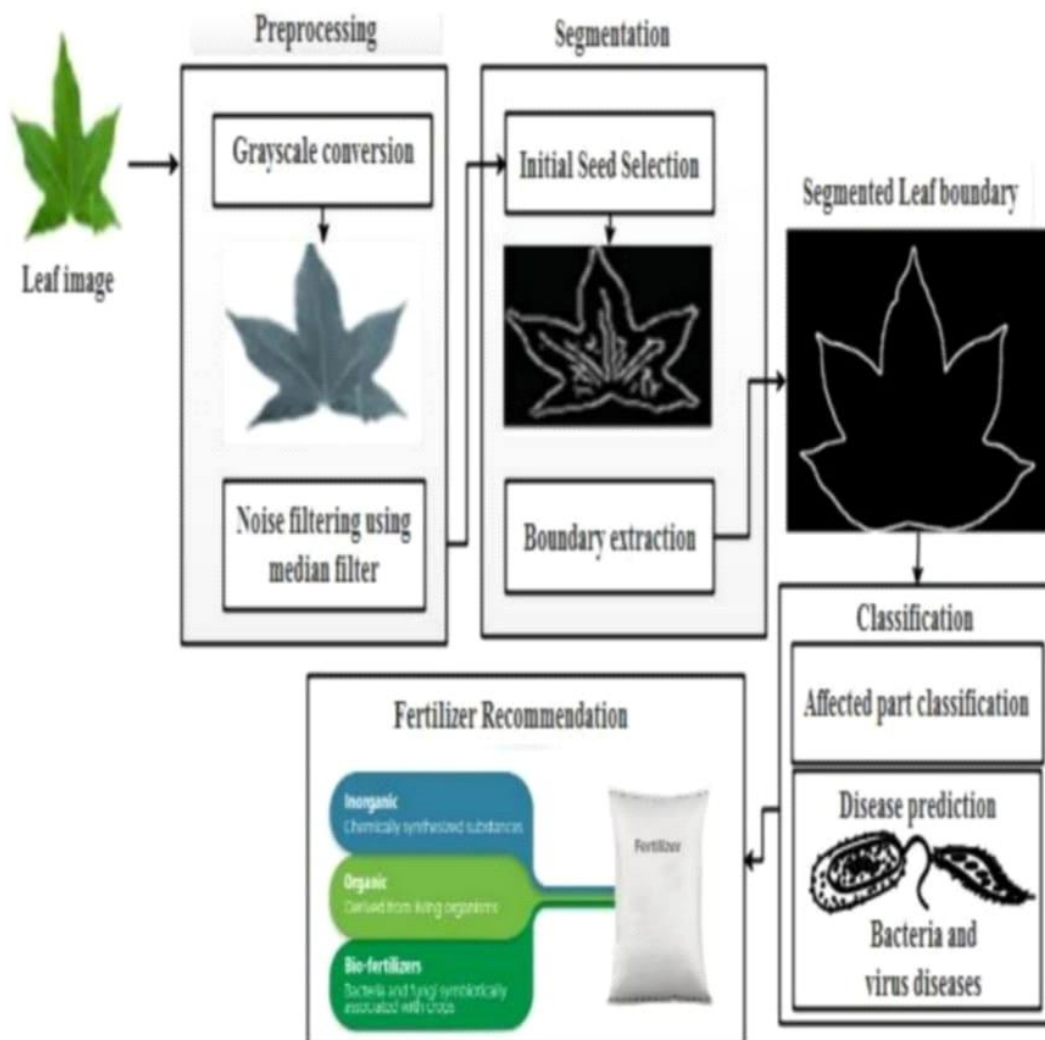 Preprocessing
Grayscale conversion
Noise filtering using
median filter
Leaf image
Segmentation
Initial Seed Selection
Boundary extraction
Segmented Leaf boundary
Classification
Affected part classification
Disease prediction
Bacteria and
virus diseases
Fertilizer Recommendation
Inorganic
Chemically synthesized substances
Organic
Derived from living organisms
Bio-fertilizers
Bacteria and fungi symbiotically
associated with crops
Fertilizer